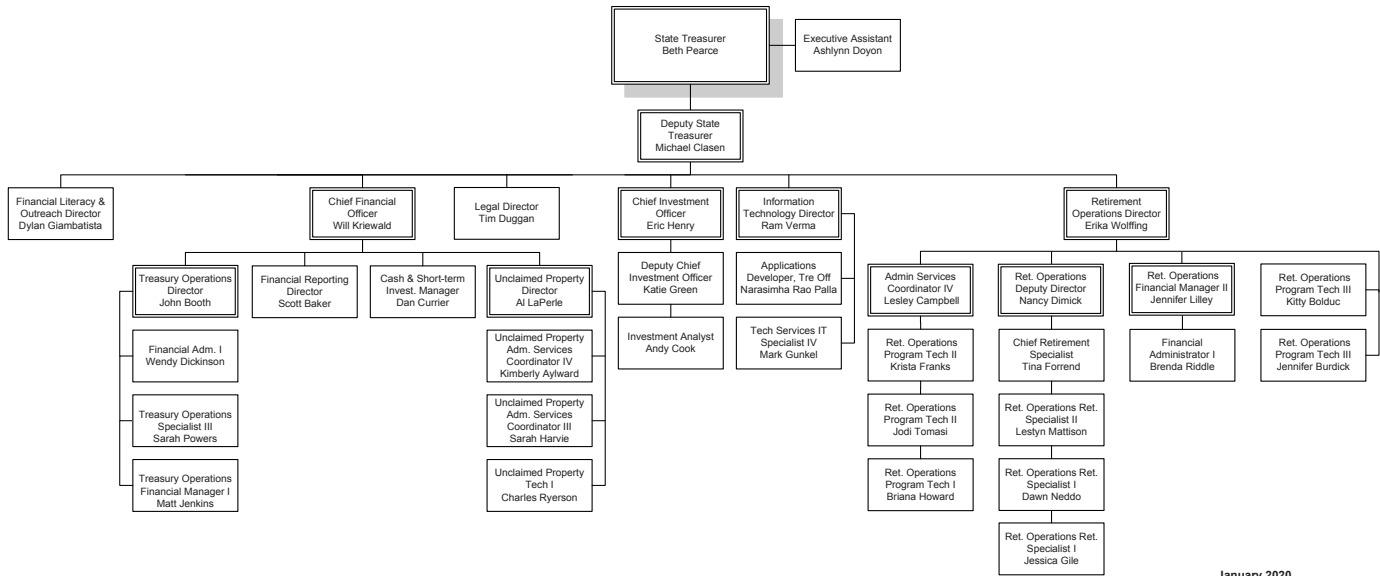 State Treasurer
Beth Pearce
Executive Assistant
Ashlynn Doyon
Deputy State
Treasurer
Michael Clasen
Financial Literacy &
Outreach Director
Dylan Giambatista
Chief Financial
Officer
Will Kriewald
Legal Director
Tim Duggan
Chief Investment
Officer
Eric Henry
Information
Technology Director
Ram Verma
Retirement
Operations Director
Erika Wolffing
Treasury Operations
Director
John Booth
Financial Reporting
Director
Scott Baker
Cash & Short-term
Invest. Manager
Dan Currier
Unclaimed Property
Director
Al LaPerle
Deputy Chief
Investment Officer
Katie Green
Applications
Developer, Tre Off
Narasimha Rao Palla
Admin Services
Coordinator IV
Lesley Campbell
Ret. Operations
Deputy Director
Nancy Dimick
Ret. Operations
Financial Manager II
Jennifer Lilley
Ret. Operations
Program Tech III
Kitty Bolduc
Financial Adm. I
Wendy Dickinson
Unclaimed Property
Adm. Services
Coordinator IV
Kimberly Aylward
Investment Analyst
Andy Cook
Tech Services IT
Specialist IV
Mark Gunkel
Ret. Operations
Program Tech II
Krista Franks
Chief Retirement
Specialist
Tina Forrend
Financial
Administrator I
Brenda Riddle
Ret. Operations
Program Tech III
Jennifer Burdick
Treasury Operations
Specialist III
Sarah Powers
Unclaimed Property
Adm. Services
Coordinator III
Sarah Harvie
Ret. Operations
Program Tech II
Jodi Tomasi
Ret. Operations Ret.
Specialist II
Lestyn Mattison
Treasury Operations
Financial Manager I
Matt Jenkins
Unclaimed Property
Tech I
Charles Ryerson
Ret. Operations
Program Tech I
Briana Howard
Ret. Operations Ret.
Specialist I
Dawn Neddo
Ret. Operations Ret.
Specialist I
Jessica Gile
January 2020